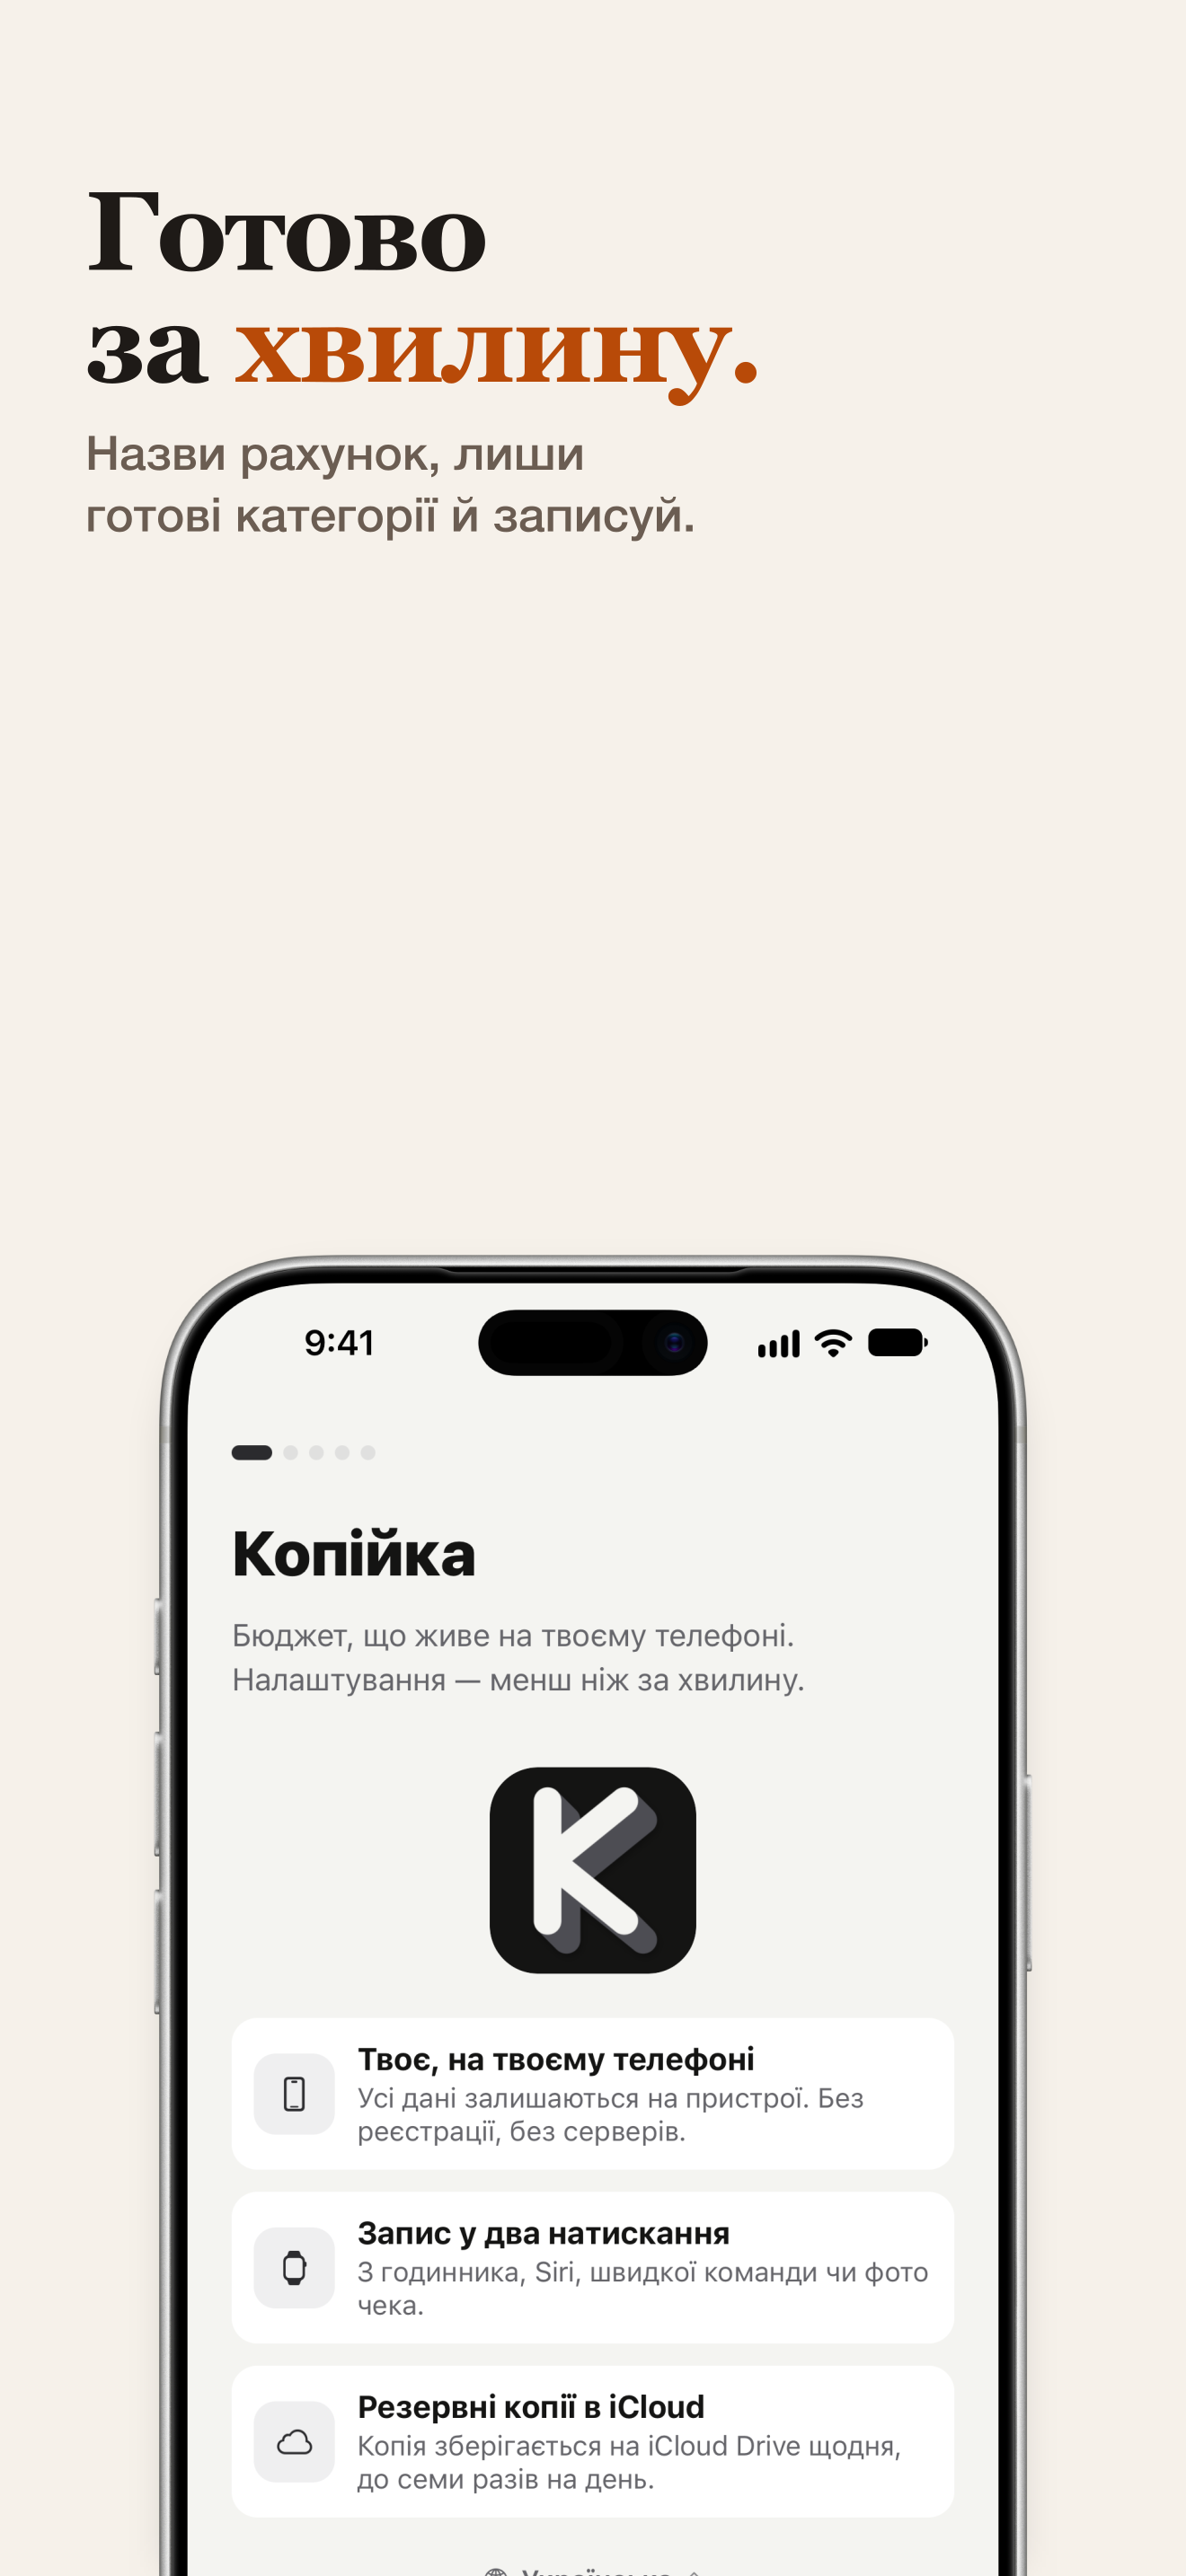 Готово
за хвилину.
Назви рахунок, лиши
готові категорії й записуй.
9:41
Копійка
Бюджет, що живе на твоєму телефоні.
Налаштування — менш ніж за хвилину.
K
Твоє, на твоєму телефоні
Усі дані залишаються на пристрої. Без
реєстрації, без серверів.
Запис у два натискання
З годинника, Siri, швидкої команди чи фото
чека.
Резервні копії в iCloud
Копія зберігається на iCloud Drive щодня,
до семи разів на день.